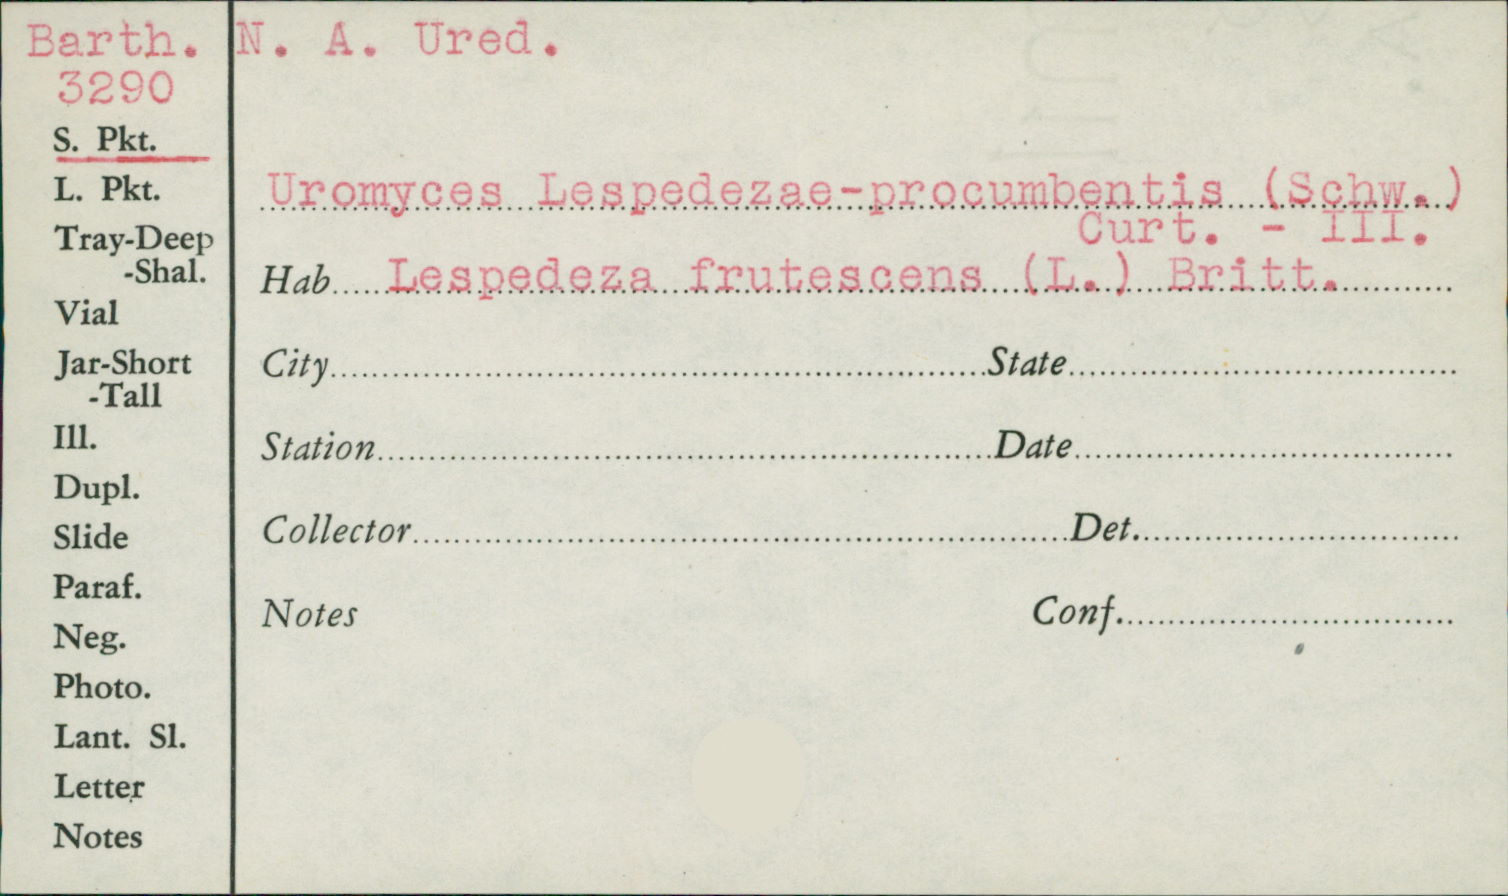 Barth. N. A. Ured.
3290
S. Pkt.
L. Pkt.
Tray-Deep
-Shal.
Vial
Jar-Short
-Tall
Ill.
Dupl.
Slide
Paraf.
Neg.
Photo.
Lant. Sl.
Letter
Notes
Uromyces Lespedezae-procumbentis (Schw.)
Curt. - III.
Hab Lespedeza frutescens (L.) Britt.
City State
Station Date
Collector Det.
Notes Conf.